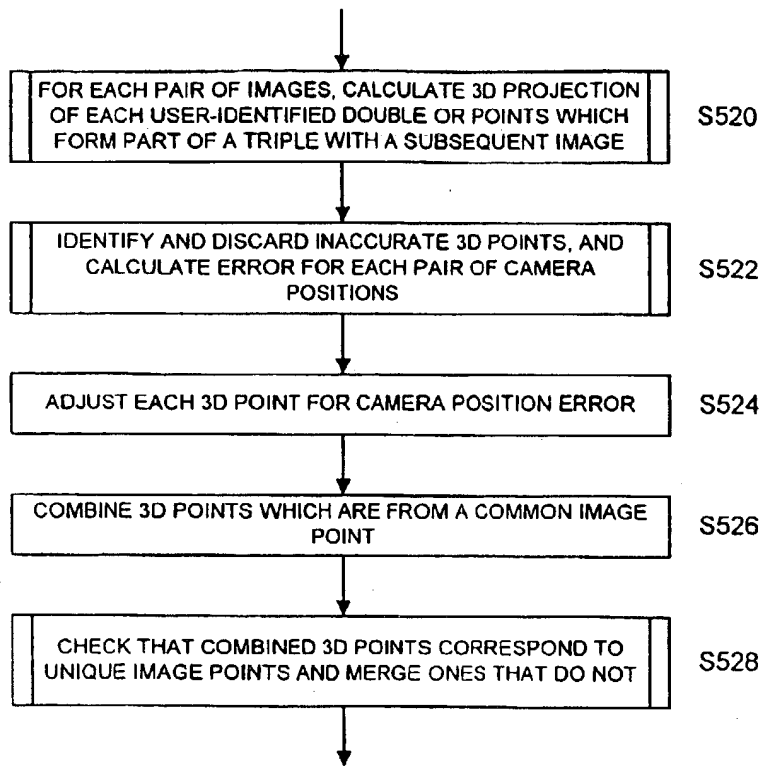 FOR EACH PAIR OF IMAGES, CALCULATE 3D PROJECTION
OF EACH USER-IDENTIFIED DOUBLE OR POINTS WHICH
FORM PART OF A TRIPLE WITH A SUBSEQUENT IMAGE
S520
IDENTIFY AND DISCARD INACCURATE 3D POINTS, AND
CALCULATE ERROR FOR EACH PAIR OF CAMERA
POSITIONS
S522
ADJUST EACH 3D POINT FOR CAMERA POSITION ERROR
S524
COMBINE 3D POINTS WHICH ARE FROM A COMMON IMAGE
POINT
S526
CHECK THAT COMBINED 3D POINTS CORRESPOND TO
UNIQUE IMAGE POINTS AND MERGE ONES THAT DO NOT
S528